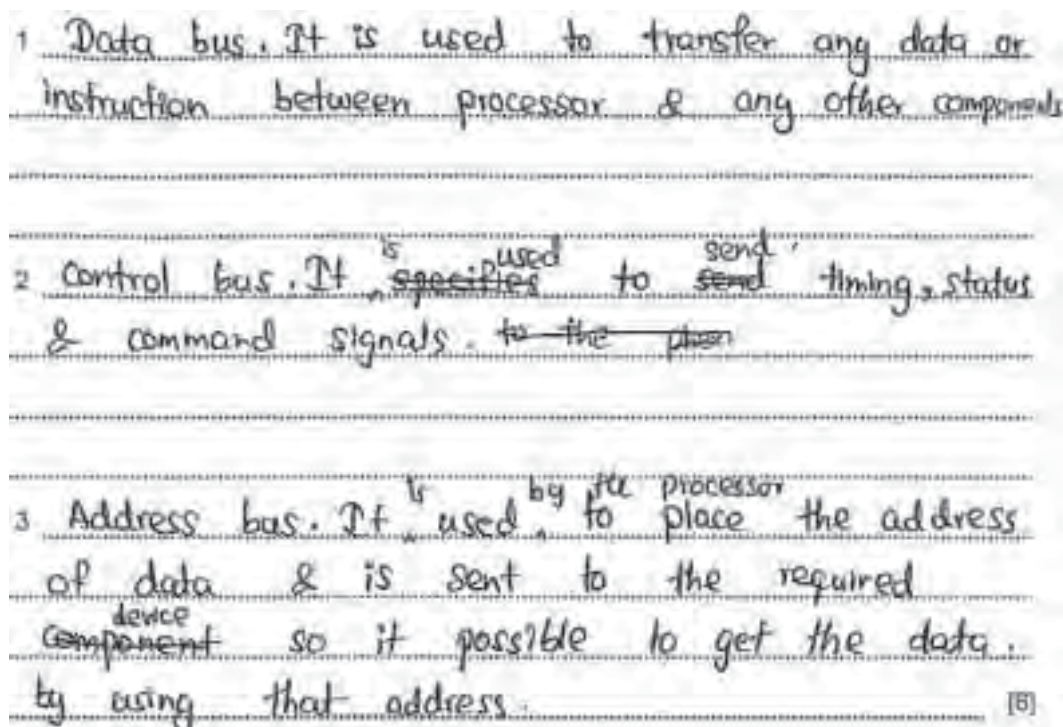 1 Data bus. It is used to transfer any data or
instruction between processor & any other components
2 Control bus. It is used to send timing, status
& command signals. to the
3 Address bus. It is used by the processor to place the address
of data & is sent to the required
device so it possible to get the data.
by using that address. [6]